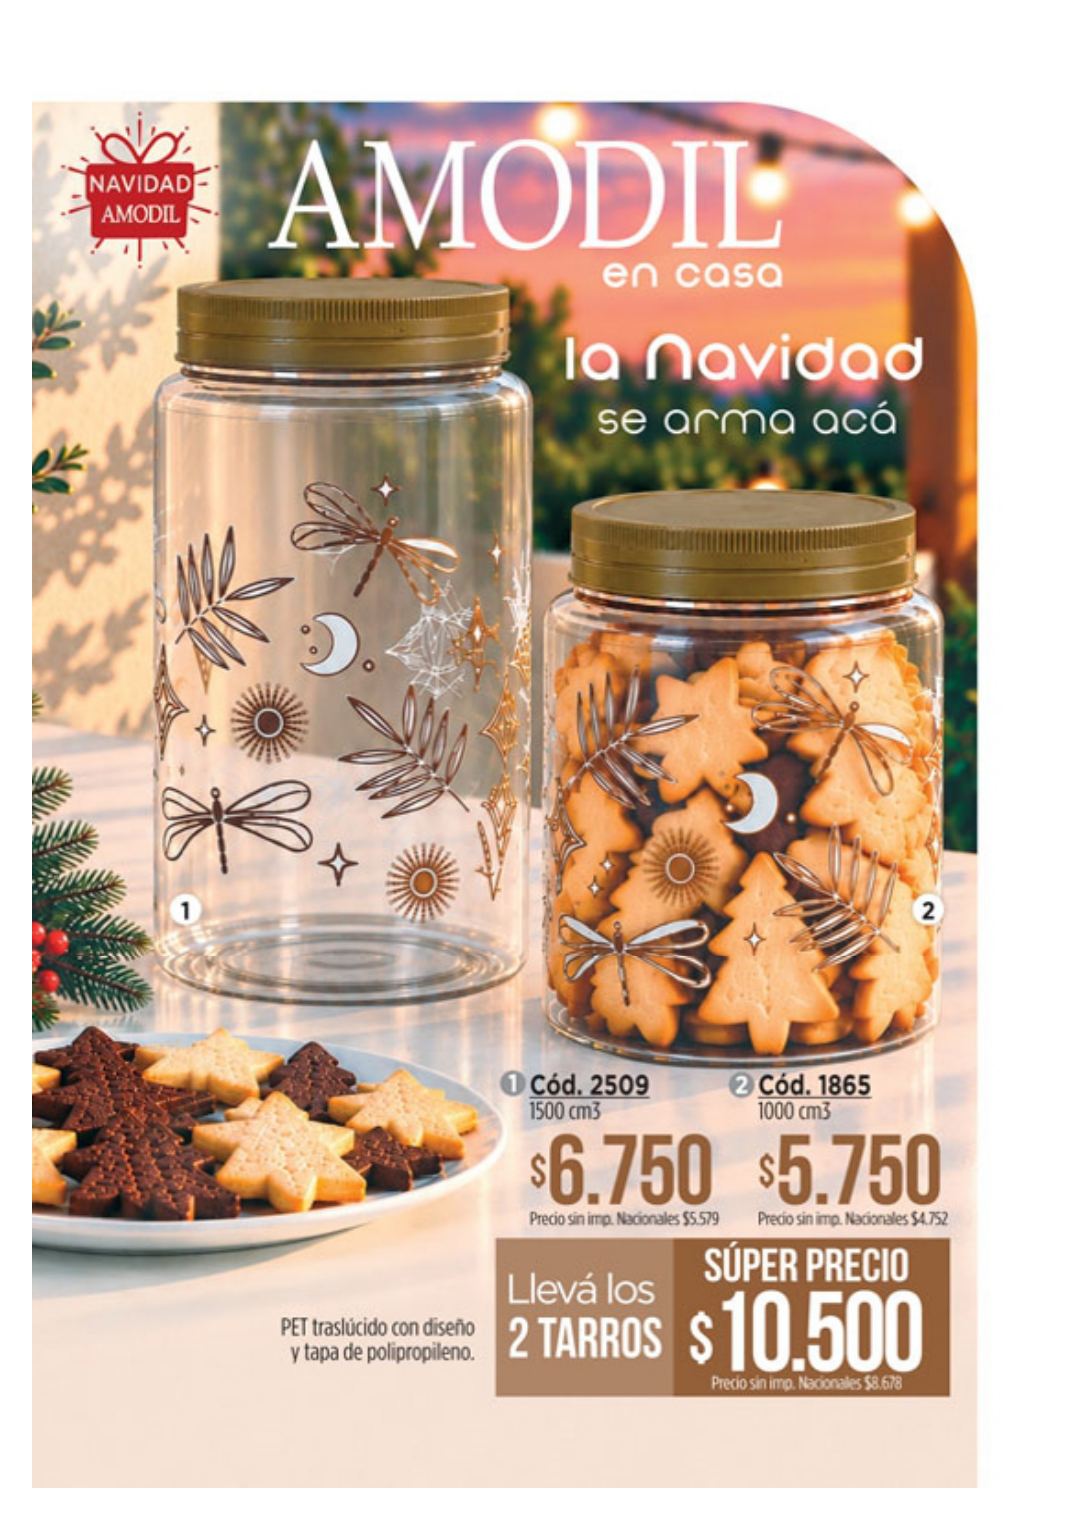 NAVIDAD
AMODIL
AMODIL
en casa
la Navidad
se arma acá
1
2
1 Cód. 2509
1500 cm3
$6.750
Precio sin imp. Nacionales $5.579
2 Cód. 1865
1000 cm3
$5.750
Precio sin imp. Nacionales $4.752
Llevá los
2 TARROS
SÚPER PRECIO
$10.500
Precio sin imp. Nacionales $8.678
PET traslúcido con diseño
y tapa de polipropileno.